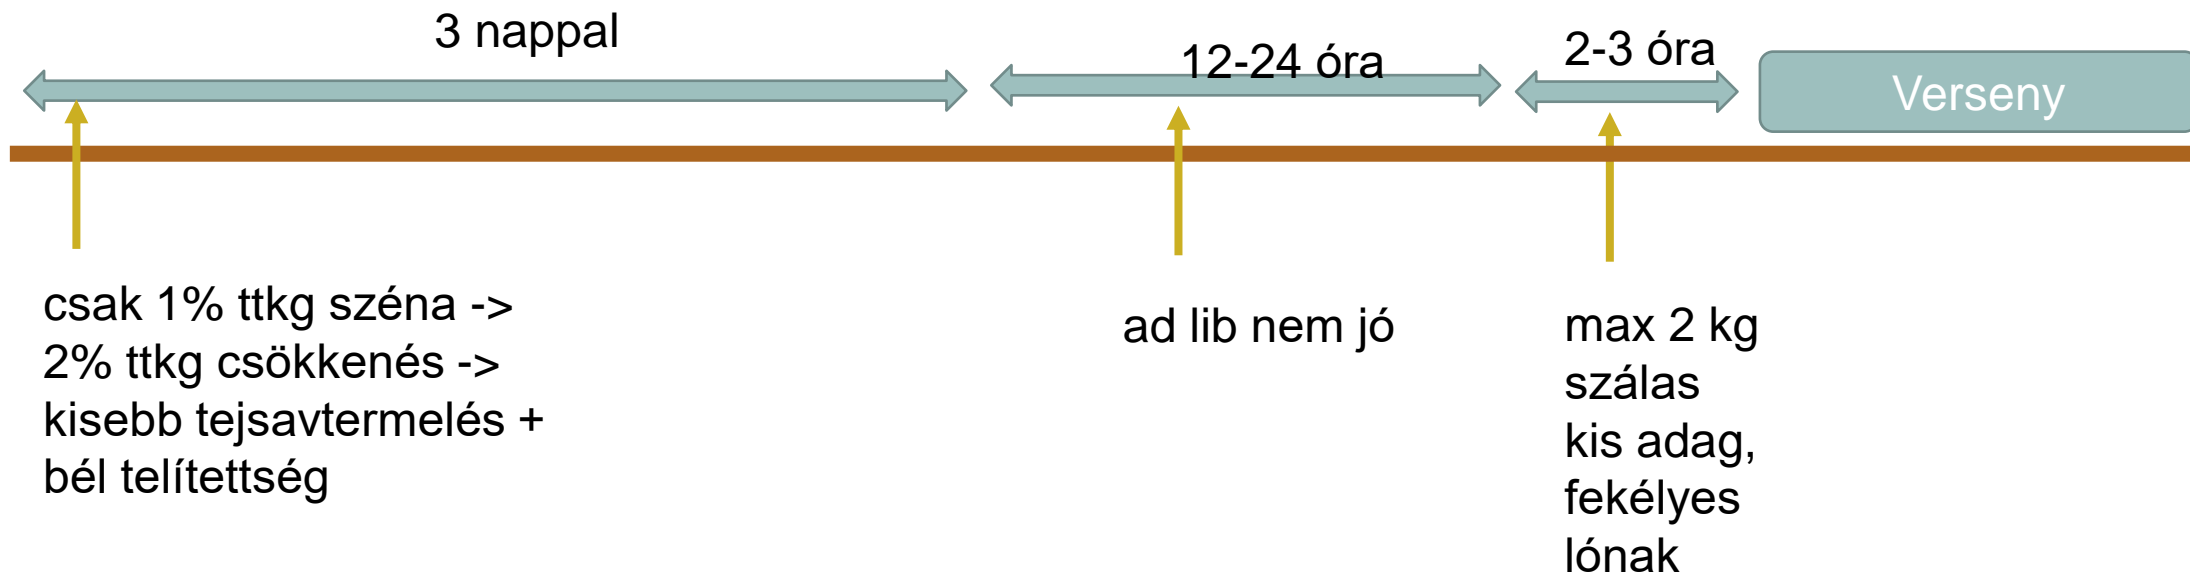 3 nappal
12-24 óra
2-3 óra
Verseny
csak 1% ttkg széna ->
2% ttkg csökkenés ->
kisebb tejsavtermelés +
bél telítettség
ad lib nem jó
max 2 kg
szálas
kis adag,
fekélyes
lónak